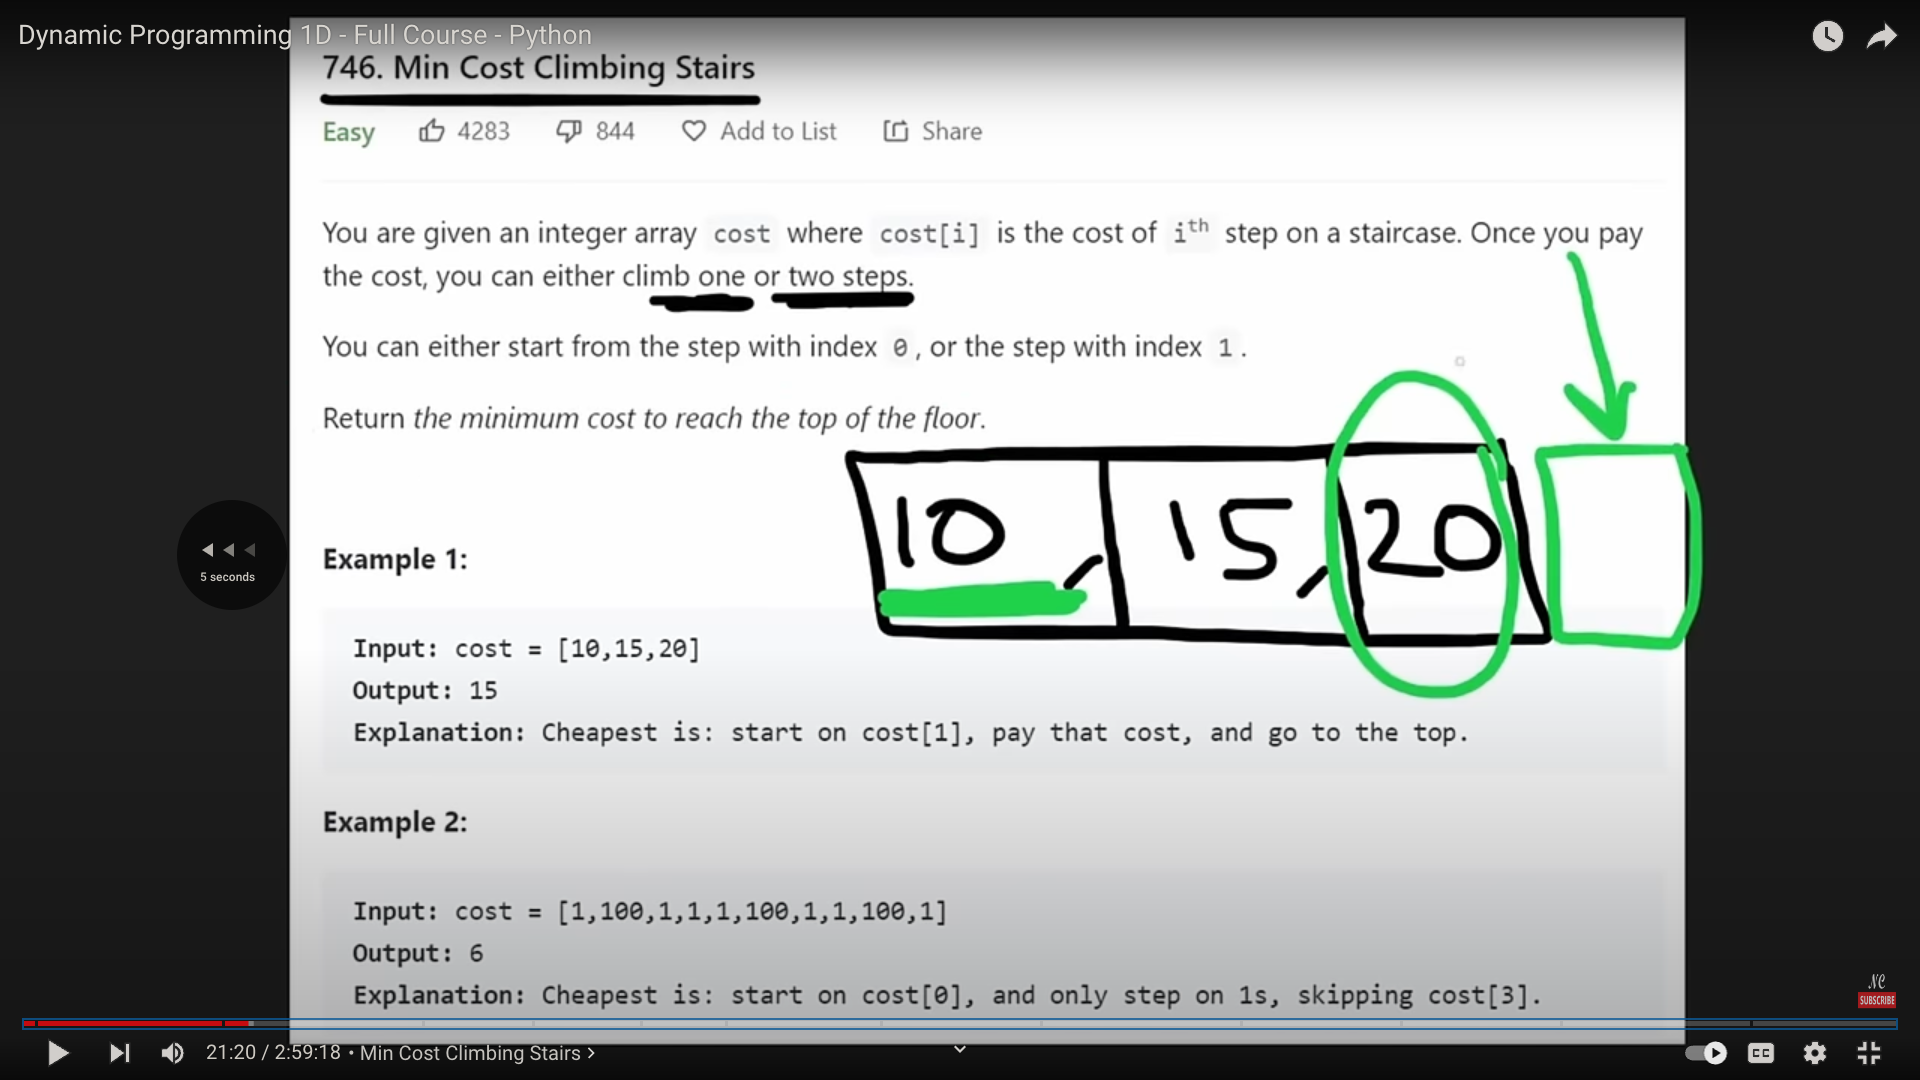 Dynamic Programming 1D - Full Course - Python
746. Min Cost Climbing Stairs
Easy 4283 844 Add to List Share
You are given an integer array cost where cost[i] is the cost of ith step on a staircase. Once you pay
the cost, you can either climb one or two steps.
You can either start from the step with index 0, or the step with index 1.
Return the minimum cost to reach the top of the floor.
10, 15, 20
5 seconds
Example 1:
Input: cost = [10,15,20]
Output: 15
Explanation: Cheapest is: start on cost[1], pay that cost, and go to the top.
Example 2:
Input: cost = [1,100,1,1,1,100,1,1,100,1]
Output: 6
Explanation: Cheapest is: start on cost[0], and only step on 1s, skipping cost[3].
NC
SUBSCRIBE
21:20 / 2:59:18 • Min Cost Climbing Stairs >
CC